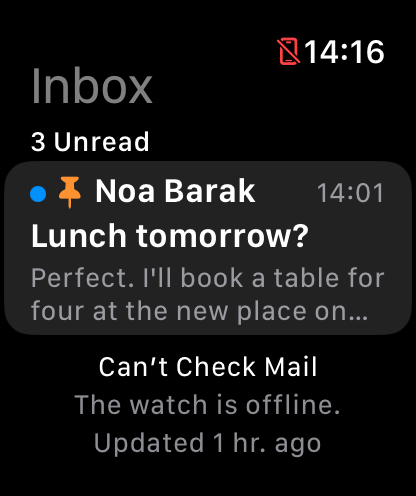 14:16
Inbox
3 Unread
Noa Barak 14:01
Lunch tomorrow?
Perfect. I'll book a table for
four at the new place on...
Can't Check Mail
The watch is offline.
Updated 1 hr. ago